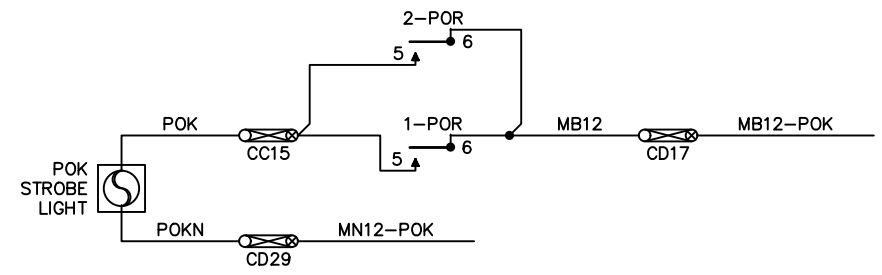 2-POR
5
6
POK
CC15
1-POR
5
6
MB12
CD17
MB12-POK
POK
STROBE
LIGHT
POKN
CD29
MN12-POK